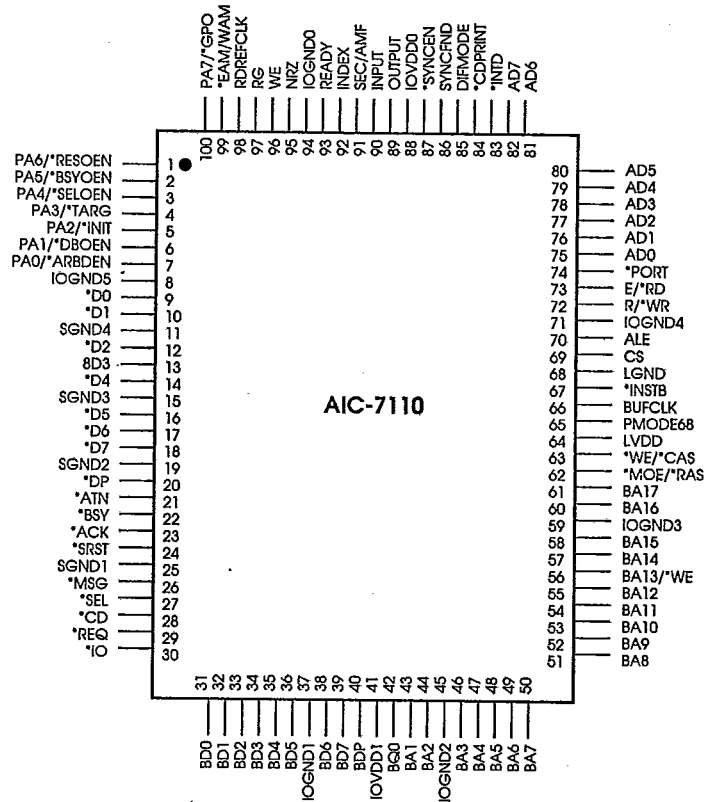 PA7/*GPO
*EAM/WAM
RDREFCLK
RG
WE
NRZ
IOGND0
READY
INDEX
SEC/AMF
INPUT
OUTPUT
IOVDD0
*SYNCEN
SYNCFND
DIFMODE
*CDPRINT
*INTD
AD7
AD6
100 99 98 97 96 95 94 93 92 91 90 89 88 87 86 85 84 83 82 81
PA6/*RESOEN 1
PA5/*BSYOEN 2
PA4/*SELOEN 3
PA3/*TARG 4
PA2/*INIT 5
PA1/*DBOEN 6
PA0/*ARBDEN 7
IOGND5 8
*D0 9
*D1 10
SGND4 11
*D2 12
8D3 13
*D4 14
SGND3 15
*D5 16
*D6 17
*D7 18
SGND2 19
*DP 20
*ATN 21
*BSY 22
*ACK 23
*SRST 24
SGND1 25
*MSG 26
*SEL 27
*CD 28
*REQ 29
*IO 30
AIC-7110
80 AD5
79 AD4
78 AD3
77 AD2
76 AD1
75 AD0
74 *PORT
73 E/*RD
72 R/*WR
71 IOGND4
70 ALE
69 CS
68 LGND
67 *INSTB
66 BUFCLK
65 PMODE68
64 LVDD
63 *WE/*CAS
62 *MOE/*RAS
61 BA17
60 BA16
59 IOGND3
58 BA15
57 BA14
56 BA13/*WE
55 BA12
54 BA11
53 BA10
52 BA9
51 BA8
31 32 33 34 35 36 37 38 39 40 41 42 43 44 45 46 47 48 49 50
BD0
BD1
BD2
BD3
BD4
BD5
IOGND1
BD6
BD7
BDP
IOVDD1
BQ0
BA1
BA2
IOGND2
BA3
BA4
BA5
BA6
BA7